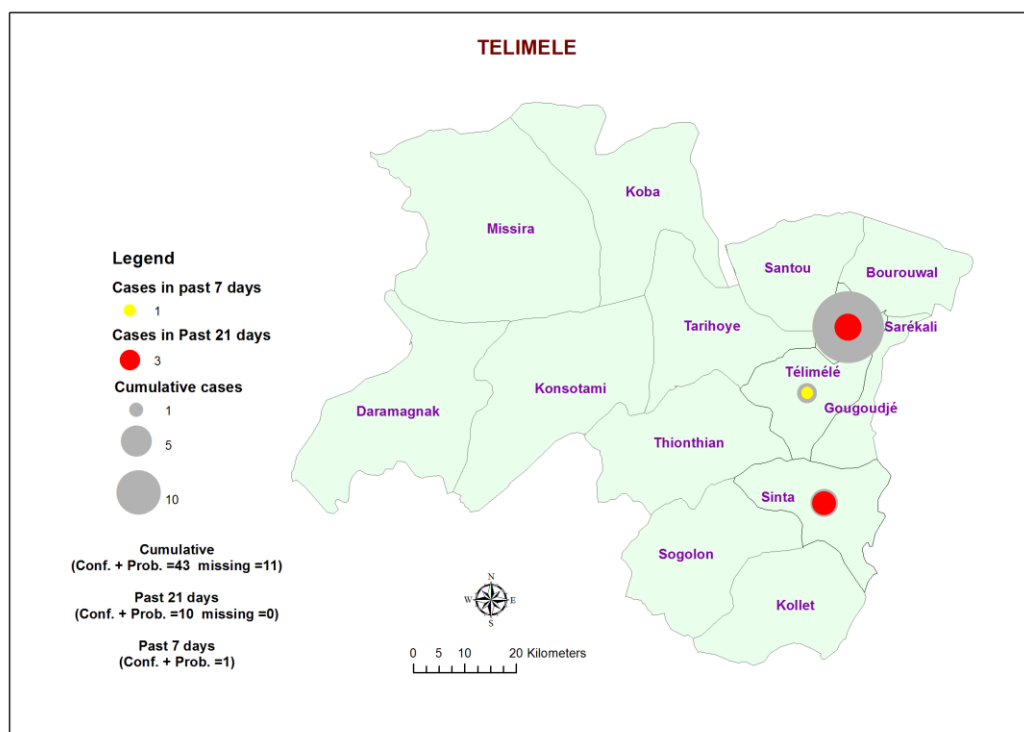 TELIMELE
Koba
Missira
Santou
Bourouwal
Tarihoye
Sarékali
Télimélé
Konsotami
Gougoudjé
Daramagnak
Thionthian
Sinta
Sogolon
Kollet
Legend
Cases in past 7 days
1
Cases in Past 21 days
3
Cumulative cases
1
5
10
Cumulative
(Conf. + Prob. =43 missing =11)
Past 21 days
(Conf. + Prob. =10 missing =0)
Past 7 days
(Conf. + Prob. =1)
N
W E
S
0 5 10 20 Kilometers